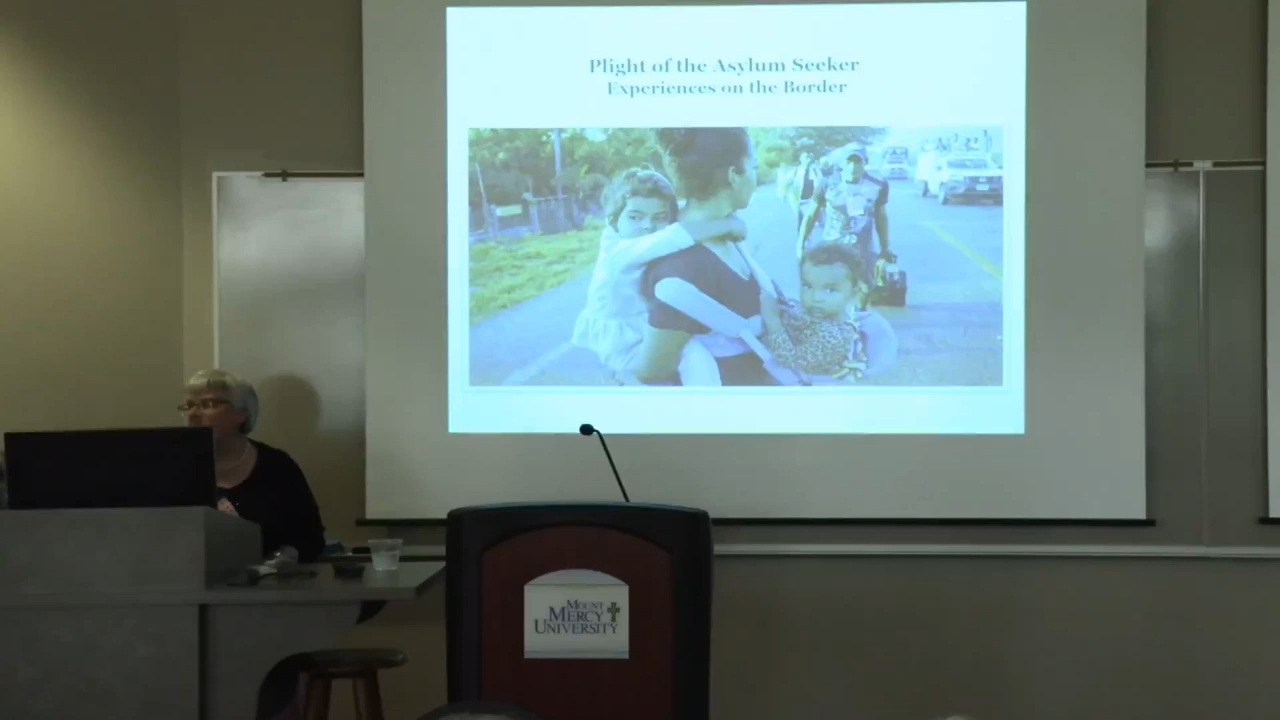 Plight of the Asylum Seeker
Experiences on the Border
MOUNT
MERCY
UNIVERSITY